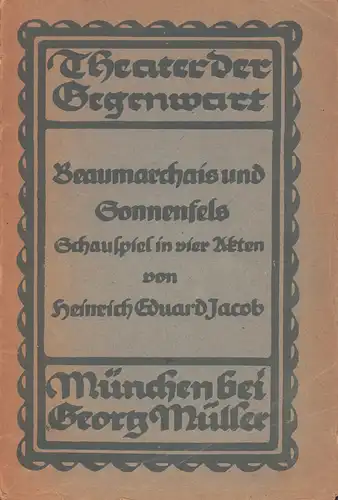 Theater der
Gegenwart
Beaumarchais und
Sonnenfels
Schauspiel in vier Akten
von
Heinrich Eduard Jacob
München bei
Georg Müller